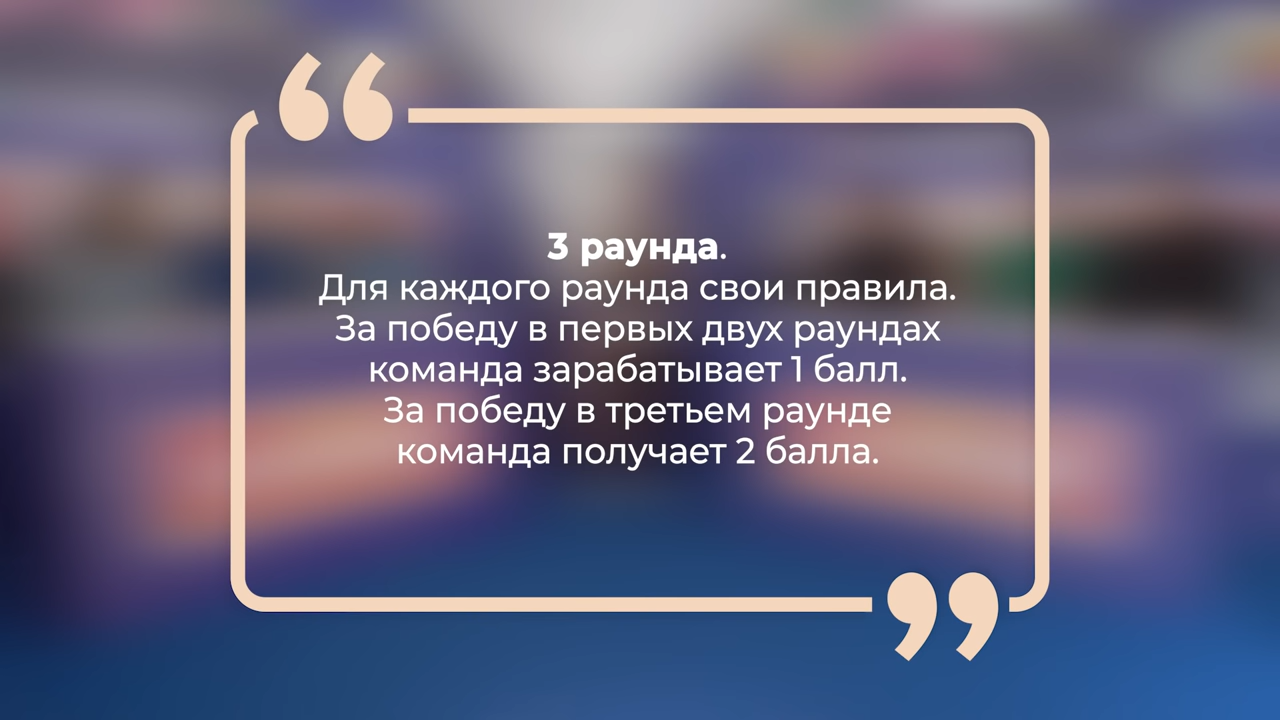 3 раунда.
Для каждого раунда свои правила.
За победу в первых двух раундах
команда зарабатывает 1 балл.
За победу в третьем раунде
команда получает 2 балла.